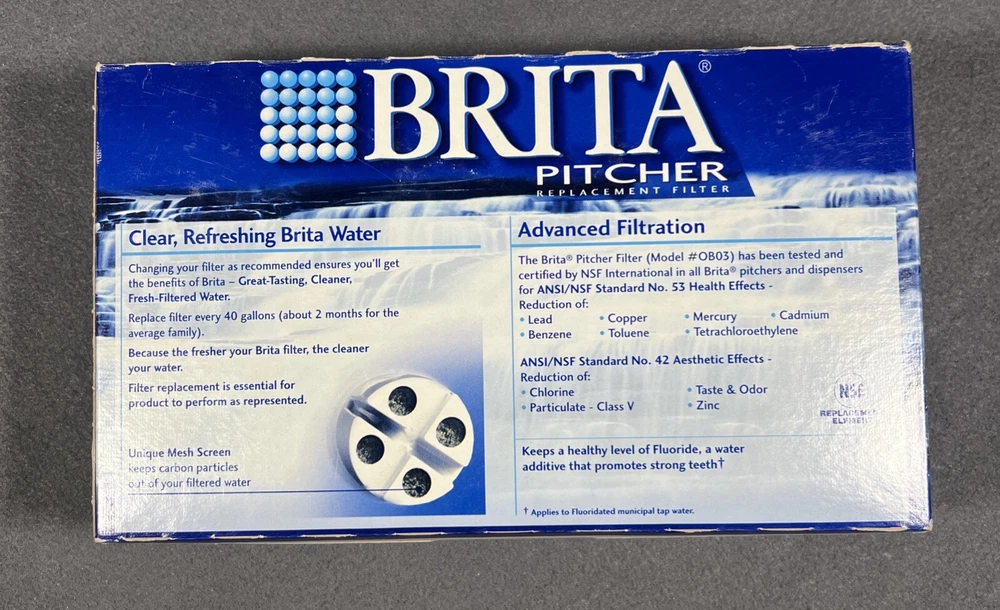 BRITA®
PITCHER
REPLACEMENT FILTER
Clear, Refreshing Brita Water
Changing your filter as recommended ensures you'll get
the benefits of Brita – Great-Tasting, Cleaner,
Fresh-Filtered Water.
Replace filter every 40 gallons (about 2 months for the
average family).
Because the fresher your Brita filter, the cleaner
your water.
Filter replacement is essential for
product to perform as represented.
Unique Mesh Screen
keeps carbon particles
out of your filtered water
Advanced Filtration
The Brita® Pitcher Filter (Model #OB03) has been tested and
certified by NSF International in all Brita® pitchers and dispensers
for ANSI/NSF Standard No. 53 Health Effects -
Reduction of:
• Lead • Copper • Mercury • Cadmium
• Benzene • Toluene • Tetrachloroethylene
ANSI/NSF Standard No. 42 Aesthetic Effects -
Reduction of:
• Chlorine • Taste & Odor
• Particulate - Class V • Zinc
NSF
Keeps a healthy level of Fluoride, a water
additive that promotes strong teeth†
† Applies to Fluoridated municipal tap water.